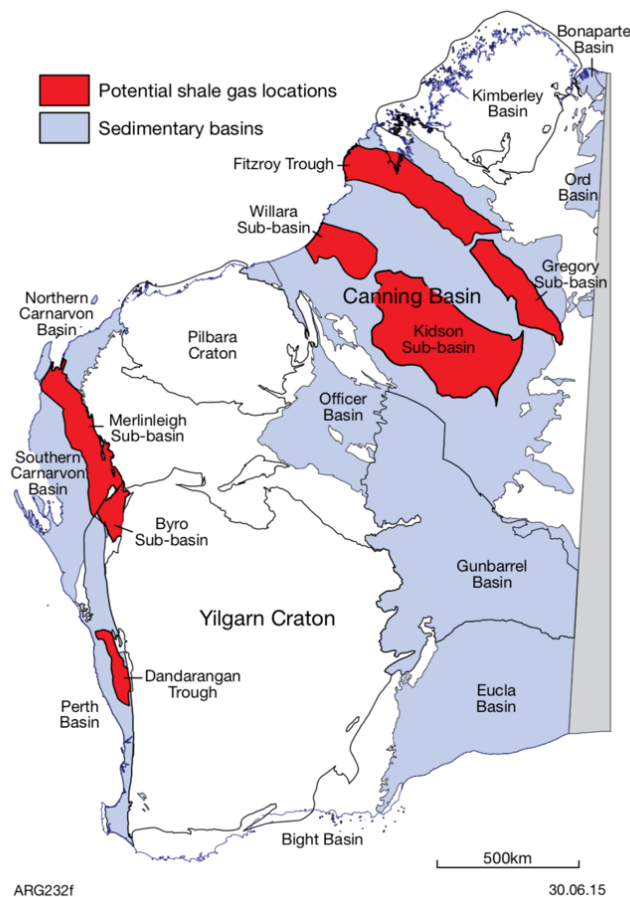 Bonaparte
Basin
Potential shale gas locations
Sedimentary basins
Kimberley
Basin
Fitzroy Trough
Ord
Basin
Willara
Sub-basin
Gregory
Sub-basin
Canning Basin
Northern
Carnarvon
Basin
Kidson
Sub-basin
Pilbara
Craton
Officer
Basin
Merlinleigh
Sub-basin
Southern
Carnarvon
Basin
Byro
Sub-basin
Gunbarrel
Basin
Yilgarn Craton
Dandarangan
Trough
Eucla
Basin
Perth
Basin
Bight Basin
500km
ARG232f
30.06.15